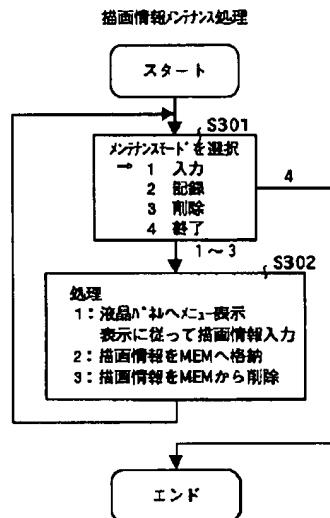 描画情報メンテナンス処理
スタート
S301
メンテナンスモードを選択
→ 1 入力
2 記録
3 削除
4 終了
4
1〜3
S302
処理
1：液晶パネルへメニュー表示
表示に従って描画情報入力
2：描画情報をMEMへ格納
3：描画情報をMEMから削除
エンド